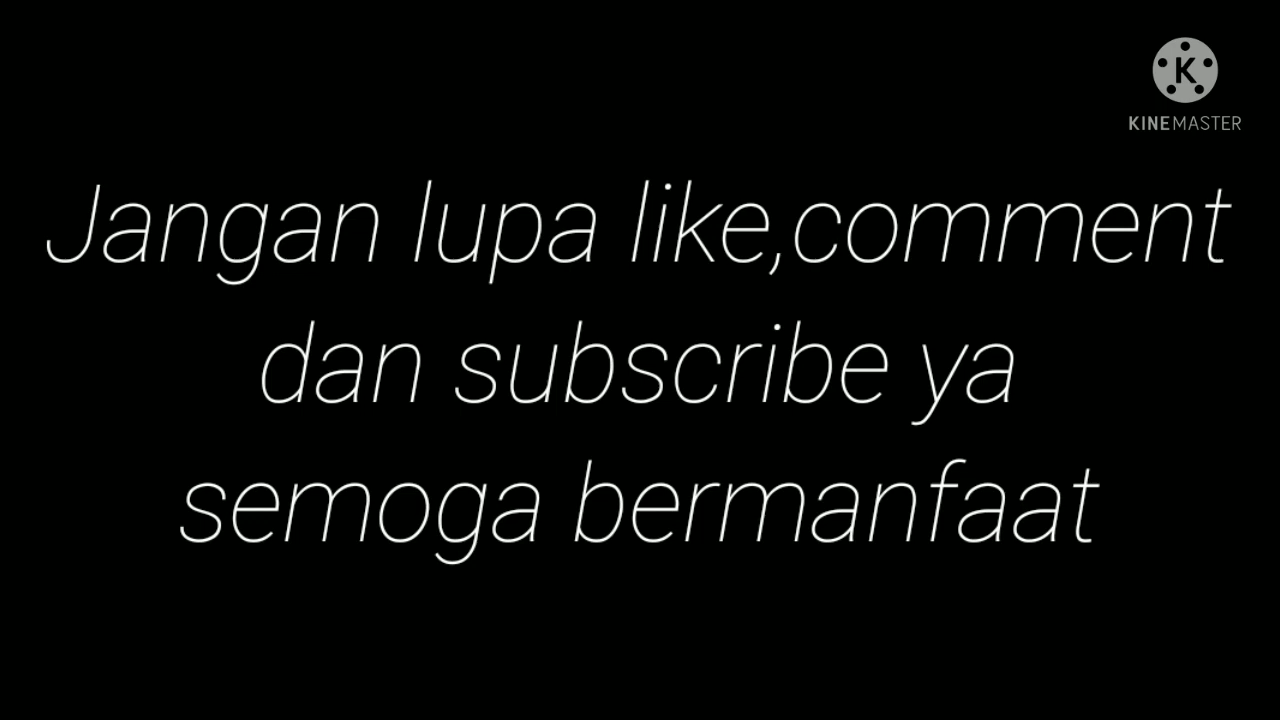 K
KINEMASTER
Jangan lupa like,comment
dan subscribe ya
semoga bermanfaat